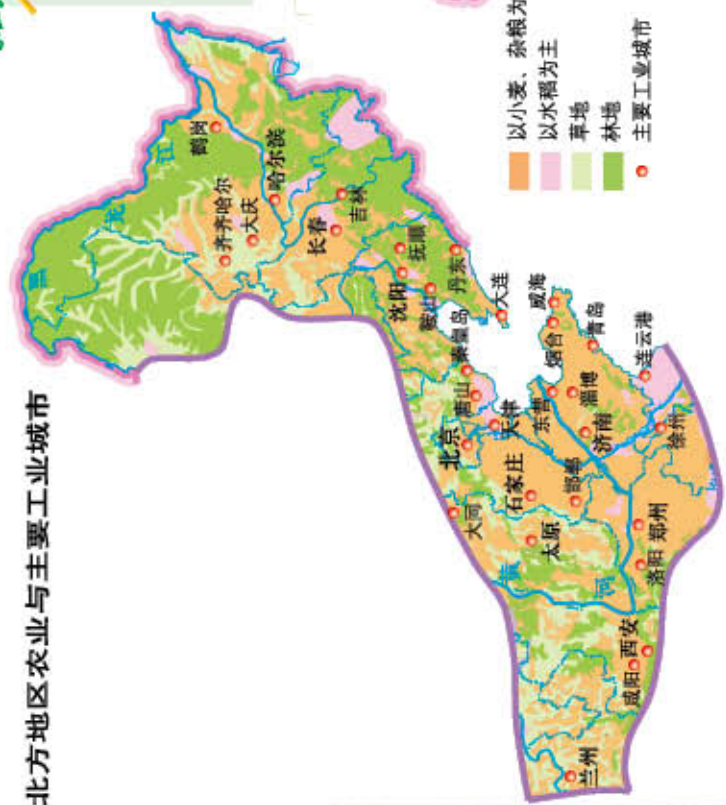 北方地区农业与主要工业城市
黑
龙
江
鹤岗
齐齐哈尔
大庆
哈尔滨
长春
吉林
沈阳
抚顺
鞍山
丹东
大连
秦皇岛
唐山
北京
天津
石家庄
太原
邯郸
济南
东营
淄博
烟台
威海
青岛
连云港
徐州
郑州
洛阳
黄
河
西安
咸阳
兰州
以小麦、杂粮为
以水稻为主
草地
林地
主要工业城市